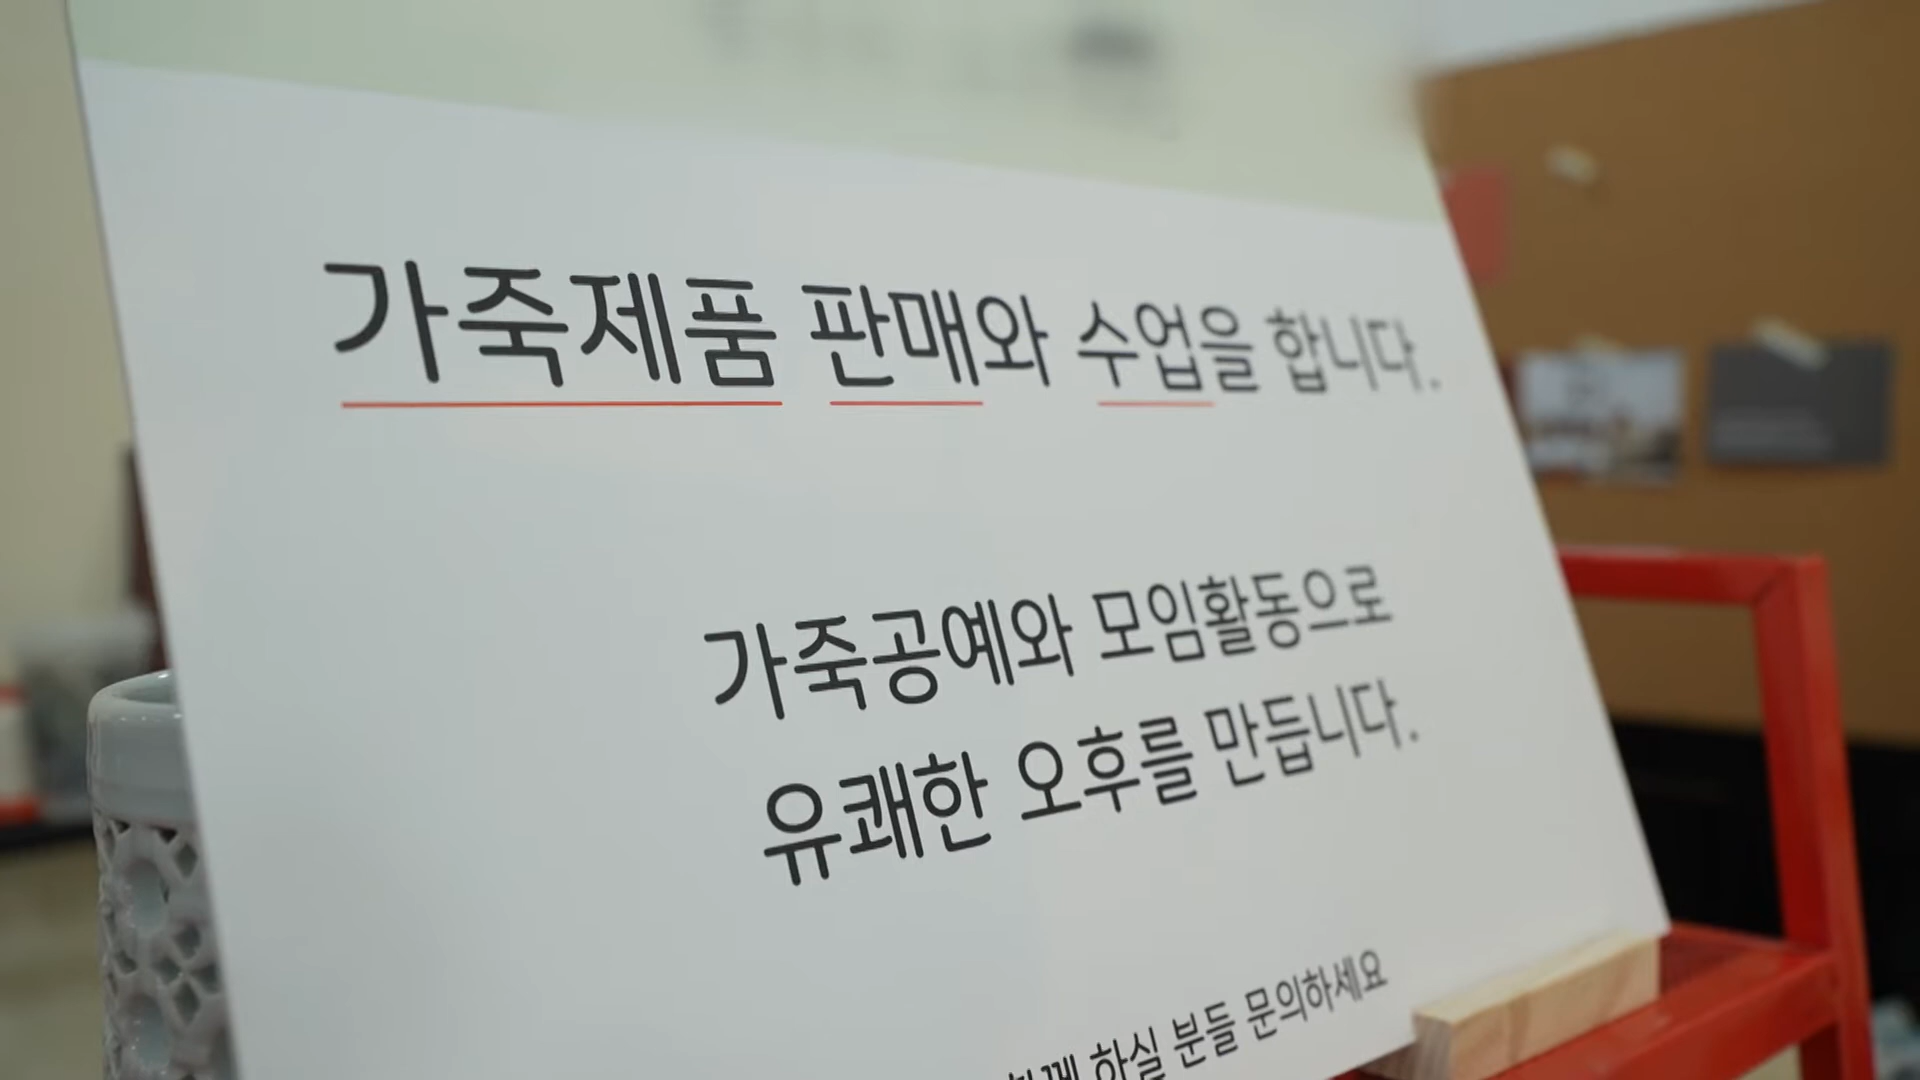 가죽제품 판매와 수업을 합니다.
가죽공예와 모임활동으로
유쾌한 오후를 만듭니다.
하실 분들 문의하세요